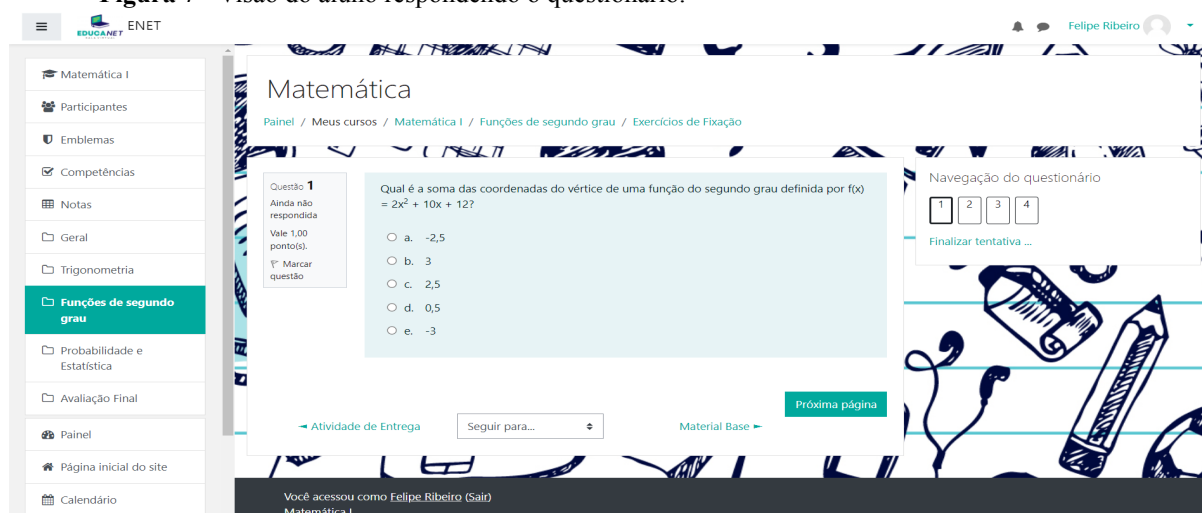 Figura 7 - Visão do aluno respondendo o questionário.
EDUCANET
ENET
Felipe Ribeiro
Matemática I
Participantes
Emblemas
Competências
Notas
Geral
Trigonometria
Funções de segundo
grau
Probabilidade e
Estatística
Avaliação Final
Painel
Página inicial do site
Calendário
Matemática
Painel / Meus cursos / Matemática I / Funções de segundo grau / Exercícios de Fixação
Questão 1
Ainda não
respondida
Vale 1,00
ponto(s).
Marcar
questão
Qual é a soma das coordenadas do vértice de uma função do segundo grau definida por f(x)
= 2x² + 10x + 12?
a. -2,5
b. 3
c. 2,5
d. 0,5
e. -3
Próxima página
◄ Atividade de Entrega
Seguir para...
Material Base ►
Navegação do questionário
1 2 3 4
Finalizar tentativa ...
Você acessou como Felipe Ribeiro (Sair)
Matemática I